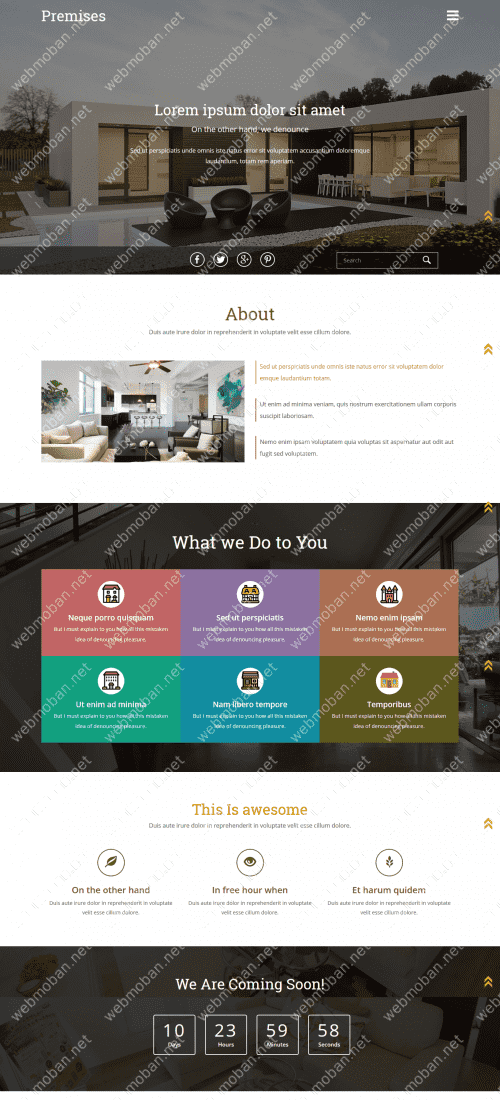 Premises
Lorem ipsum dolor sit amet
On the other hand, we denounce
Sed ut perspiciatis unde omnis iste natus error sit voluptatem accusantium doloremque
laudantium, totam rem aperiam.
Search
About
Duis aute irure dolor in reprehenderit in voluptate velit esse cillum dolore.
Sed ut perspiciatis unde omnis iste natus error sit voluptatem dolor
emque laudantium totam.
Ut enim ad minima veniam, quis nostrum exercitationem ullam corporis
suscipit laboriosam.
Nemo enim ipsam voluptatem quia voluptas sit aspernatur aut odit aut
fugit sed voluptatem.
What we Do to You
Neque porro quisquam
But I must explain to you how all this mistaken
idea of denouncing pleasure.
Sed ut perspiciatis
But I must explain to you how all this mistaken
idea of denouncing pleasure.
Nemo enim ipsam
But I must explain to you how all this mistaken
idea of denouncing pleasure.
Ut enim ad minima
But I must explain to you how all this mistaken
idea of denouncing pleasure.
Nam libero tempore
But I must explain to you how all this mistaken
idea of denouncing pleasure.
Temporibus
But I must explain to you how all this mistaken
idea of denouncing pleasure.
This Is awesome
Duis aute irure dolor in reprehenderit in voluptate velit esse cillum dolore.
On the other hand
Duis aute irure dolor in reprehenderit in voluptate
velit esse cillum dolore.
In free hour when
Duis aute irure dolor in reprehenderit in voluptate
velit esse cillum dolore.
Et harum quidem
Duis aute irure dolor in reprehenderit in voluptate
velit esse cillum dolore.
We Are Coming Soon!
10
Days
23
Hours
59
Minutes
58
Seconds
webmoban.net